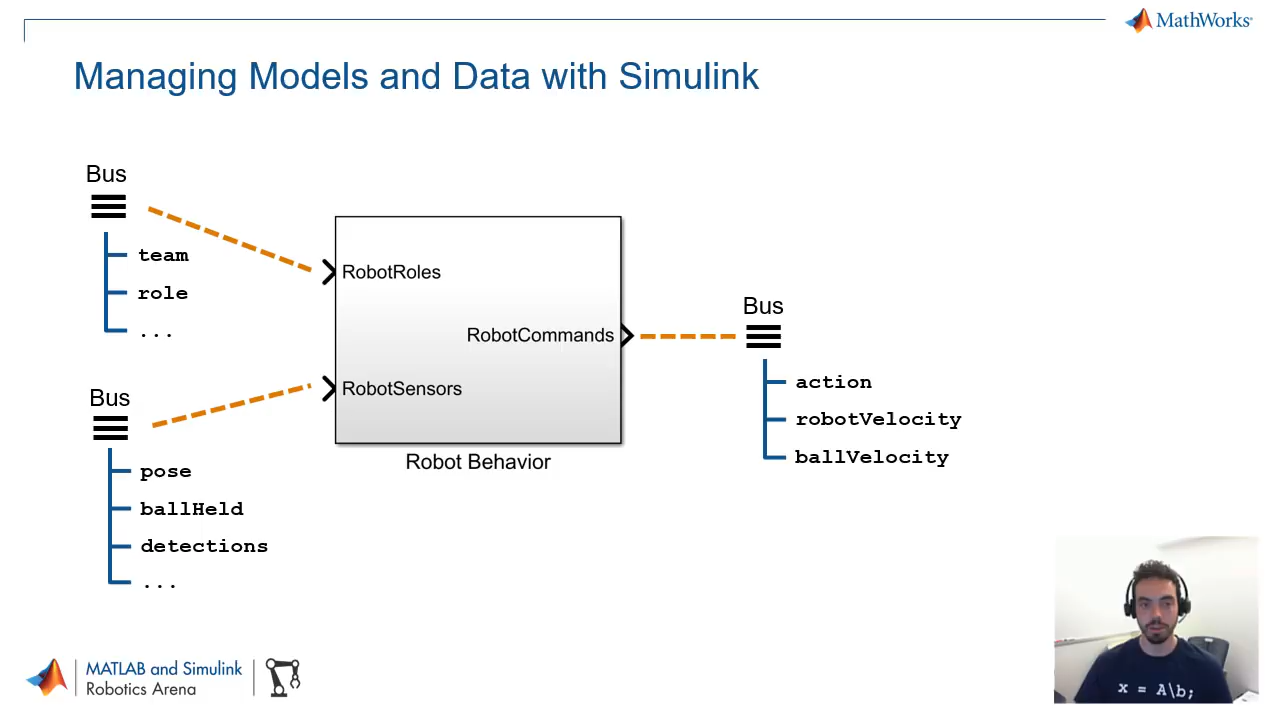 MathWorks®
Managing Models and Data with Simulink
Bus
team
role
...
Bus
pose
ballHeld
detections
...
RobotRoles
RobotCommands
RobotSensors
Robot Behavior
Bus
action
robotVelocity
ballVelocity
MATLAB and Simulink
Robotics Arena
x = A\b;